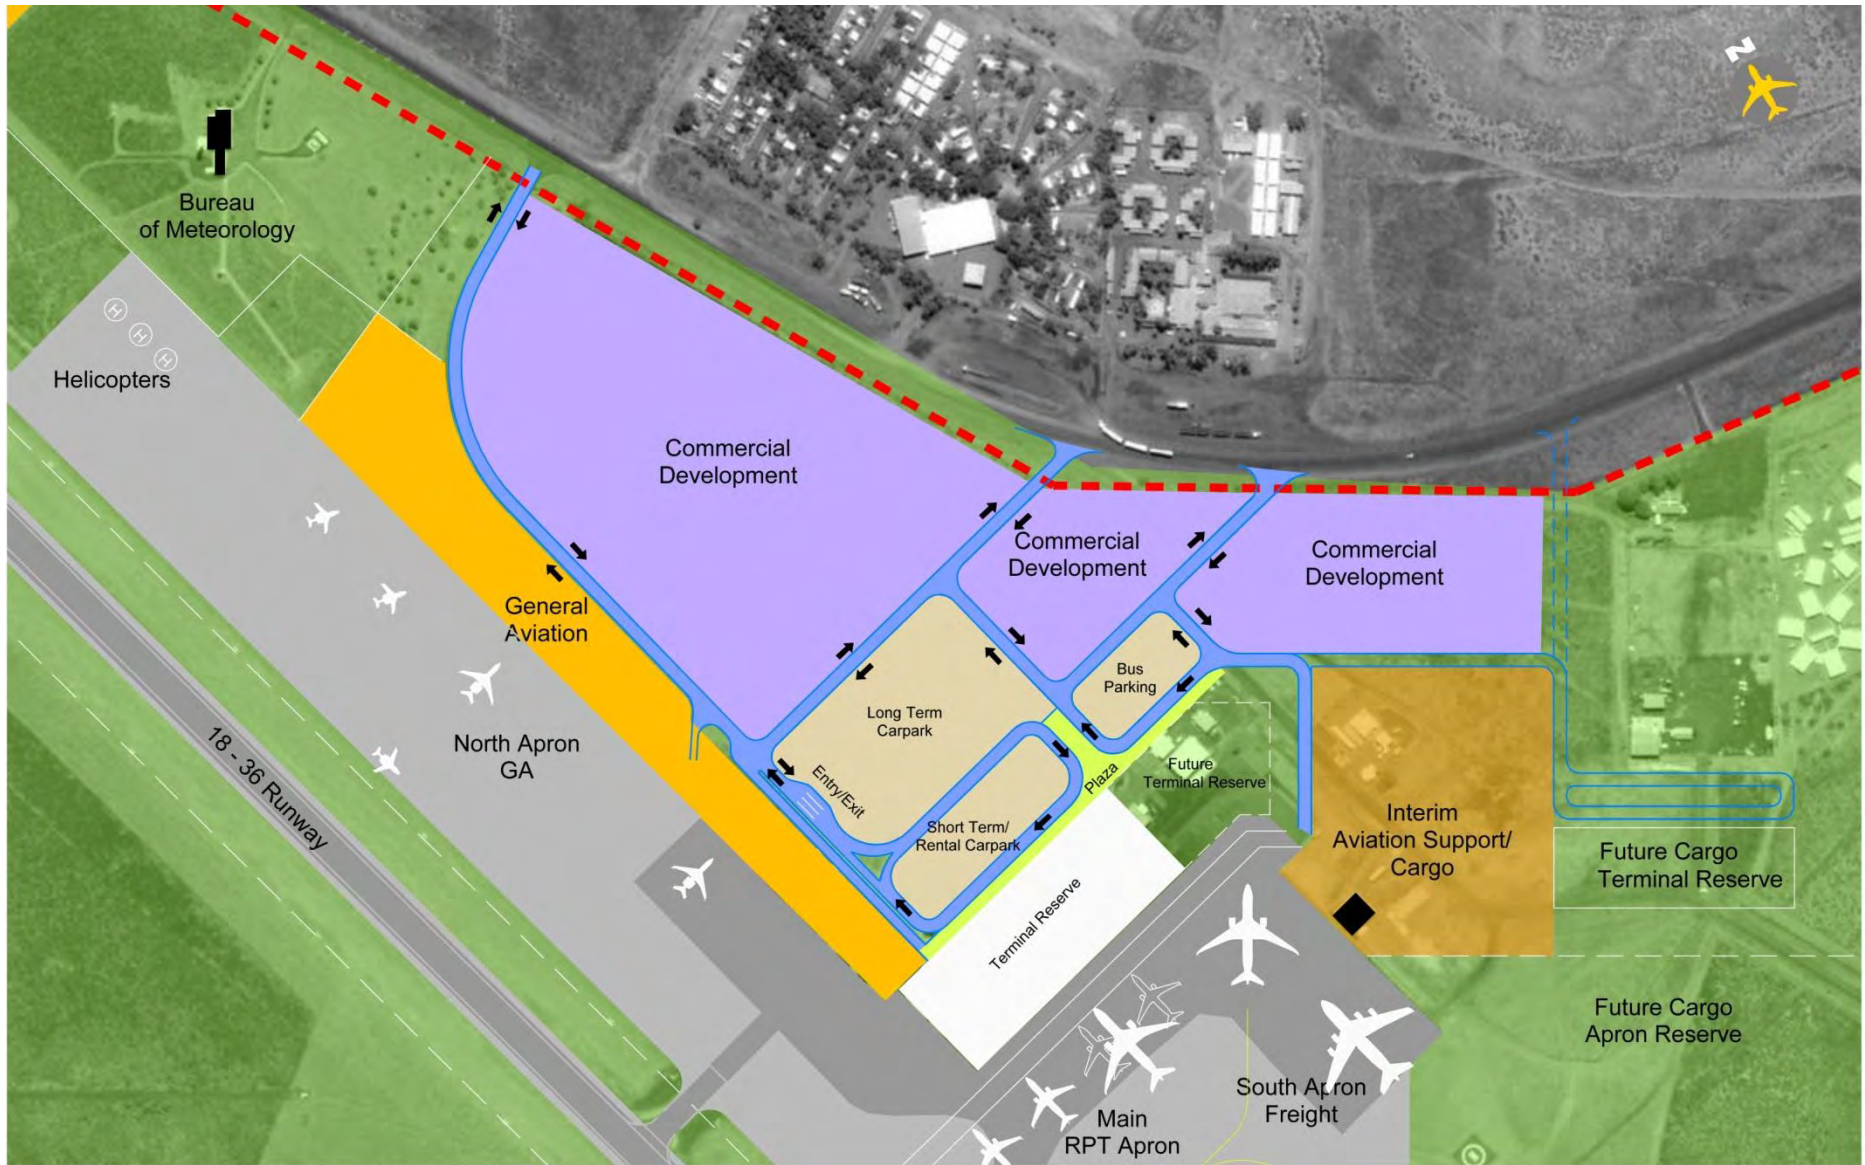 N
Bureau
of Meteorology
H
H
H
Helicopters
Commercial
Development
Commercial
Development
Commercial
Development
General
Aviation
Bus
Parking
Long Term
Carpark
North Apron
GA
18 - 36 Runway
Entry/Exit
Plaza
Future
Terminal Reserve
Short Term/
Rental Carpark
Interim
Aviation Support/
Cargo
Future Cargo
Terminal Reserve
Terminal Reserve
Future Cargo
Apron Reserve
South Apron
Freight
Main
RPT Apron